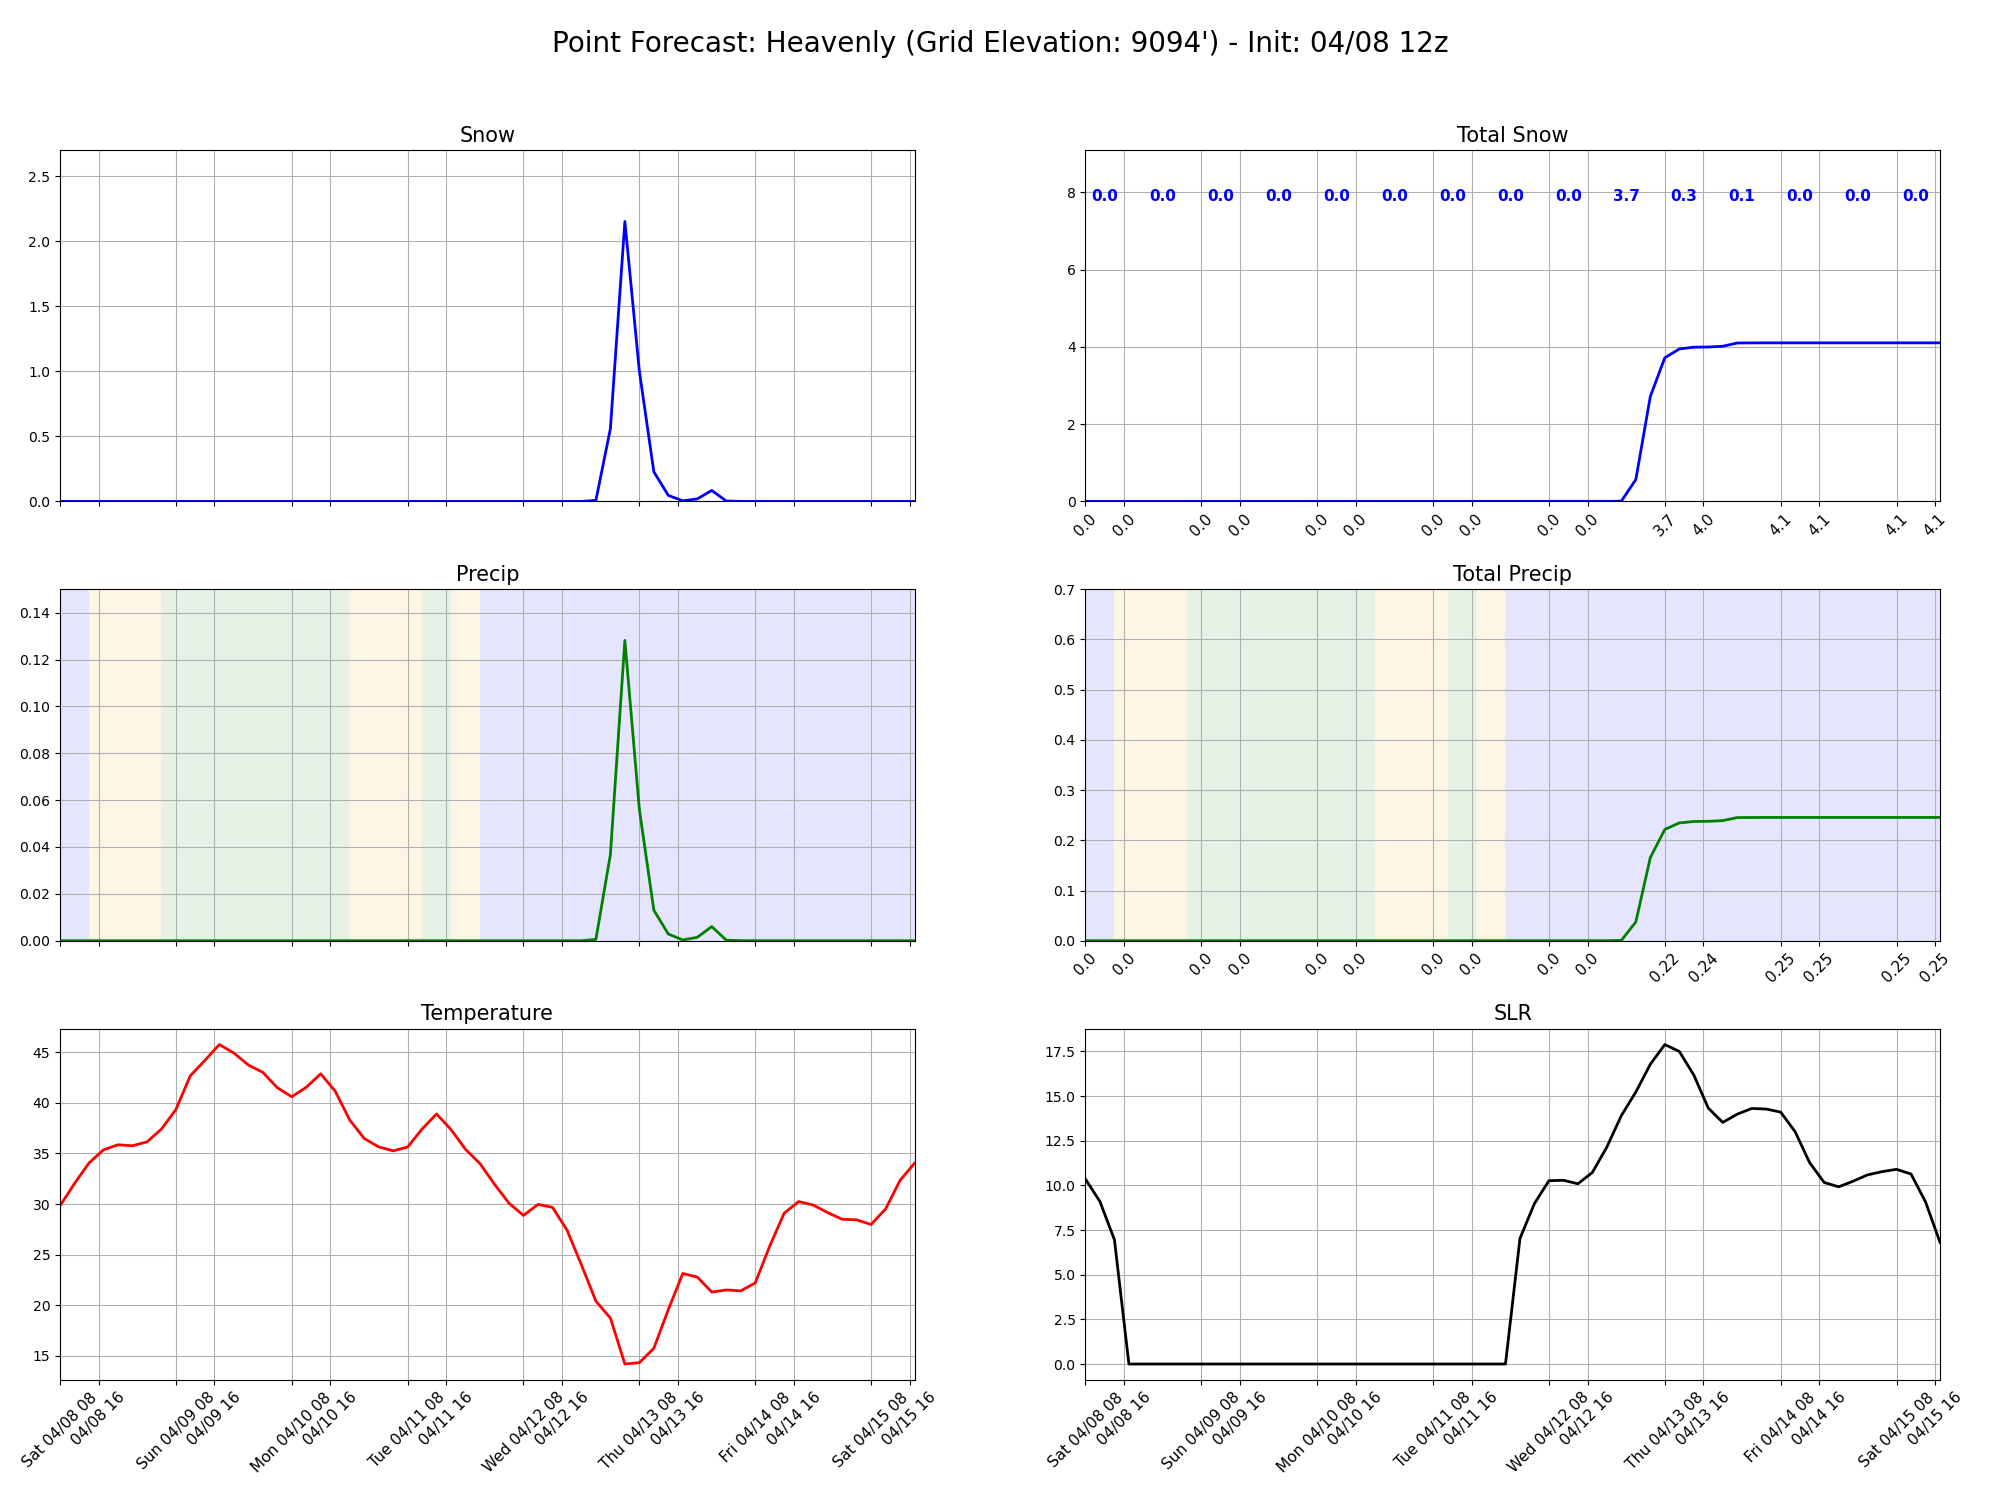 Point Forecast: Heavenly (Grid Elevation: 9094') - Init: 04/08 12z
Snow
2.5
2.0
1.5
1.0
0.5
0.0
Total Snow
0.0 0.0 0.0 0.0 0.0 0.0 0.0 0.0 0.0 3.7 0.3 0.1 0.0 0.0 0.0
8
6
4
2
0
0.0 0.0 0.0 0.0 0.0 0.0 0.0 0.0 0.0 0.0 3.7 4.0 4.1 4.1 4.1 4.1
Precip
0.14
0.12
0.10
0.08
0.06
0.04
0.02
0.00
Total Precip
0.7
0.6
0.5
0.4
0.3
0.2
0.1
0.0
0.0 0.0 0.0 0.0 0.0 0.0 0.0 0.0 0.0 0.0 0.22 0.24 0.25 0.25 0.25 0.25
Temperature
45
40
35
30
25
20
15
Sat 04/08 08
04/08 16
Sun 04/09 08
04/09 16
Mon 04/10 08
04/10 16
Tue 04/11 08
04/11 16
Wed 04/12 08
04/12 16
Thu 04/13 08
04/13 16
Fri 04/14 08
04/14 16
Sat 04/15 08
04/15 16
SLR
17.5
15.0
12.5
10.0
7.5
5.0
2.5
0.0
Sat 04/08 08
04/08 16
Sun 04/09 08
04/09 16
Mon 04/10 08
04/10 16
Tue 04/11 08
04/11 16
Wed 04/12 08
04/12 16
Thu 04/13 08
04/13 16
Fri 04/14 08
04/14 16
Sat 04/15 08
04/15 16